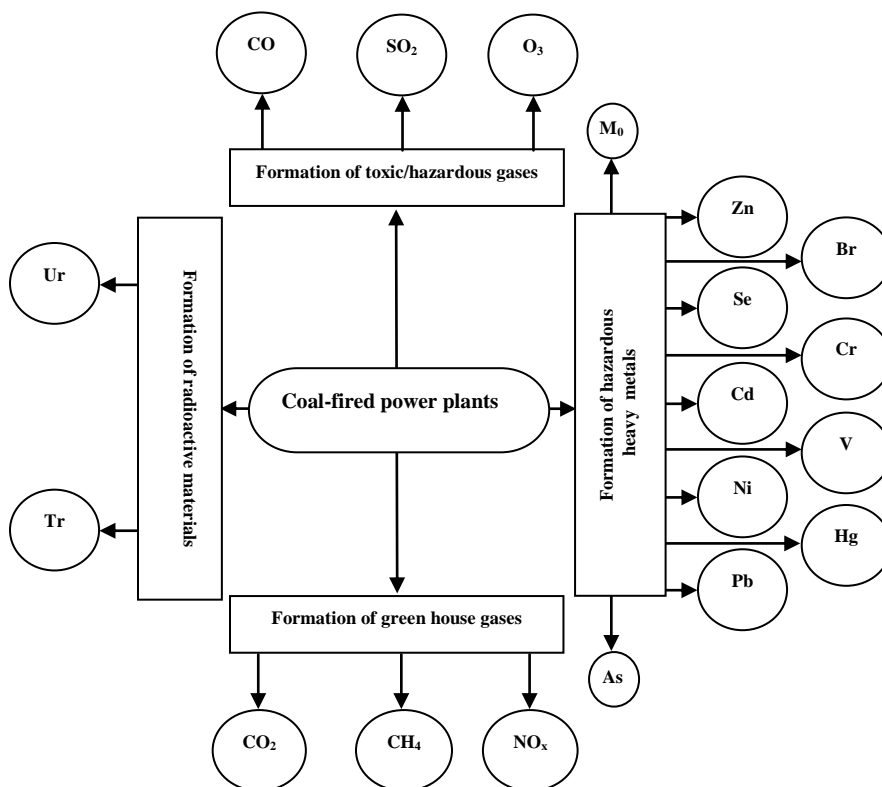 CO
SO₂
O₃
Formation of toxic/hazardous gases
M₀
Zn
Br
Se
Cr
Cd
V
Ni
Hg
Pb
As
Formation of hazardous
heavy metals
Ur
Tr
Formation of radioactive materials
Coal-fired power plants
Formation of green house gases
CO₂
CH₄
NOₓ